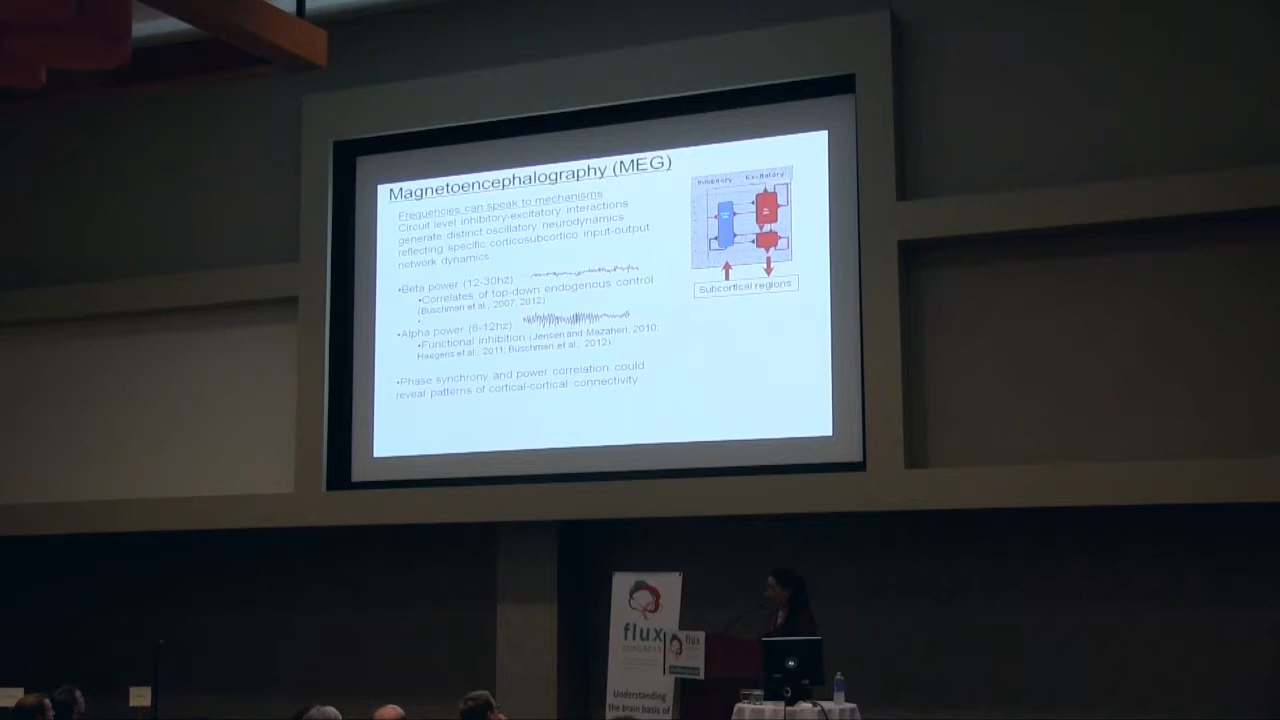 Magnetoencephalography (MEG)
Frequencies can speak to mechanisms
Circuit level inhibitory-excitatory interactions
generate distinct oscillatory neurodynamics
reflecting specific corticosubcortico input-output
network dynamics
•Beta power (12-30hz)
•Correlates of top-down endogenous control
(Buschman et al., 2007, 2012)
•
•Alpha power (8-12hz)
•Functional inhibition (Jensen and Mazaheri, 2010;
Haegens et al., 2011; Buschman et al., 2012).
•Phase synchrony and power correlation could
reveal patterns of cortical-cortical connectivity
Inhibitory Excitatory
Subcortical regions
flux
CONGRESS
Understanding
the brain basis of
flux